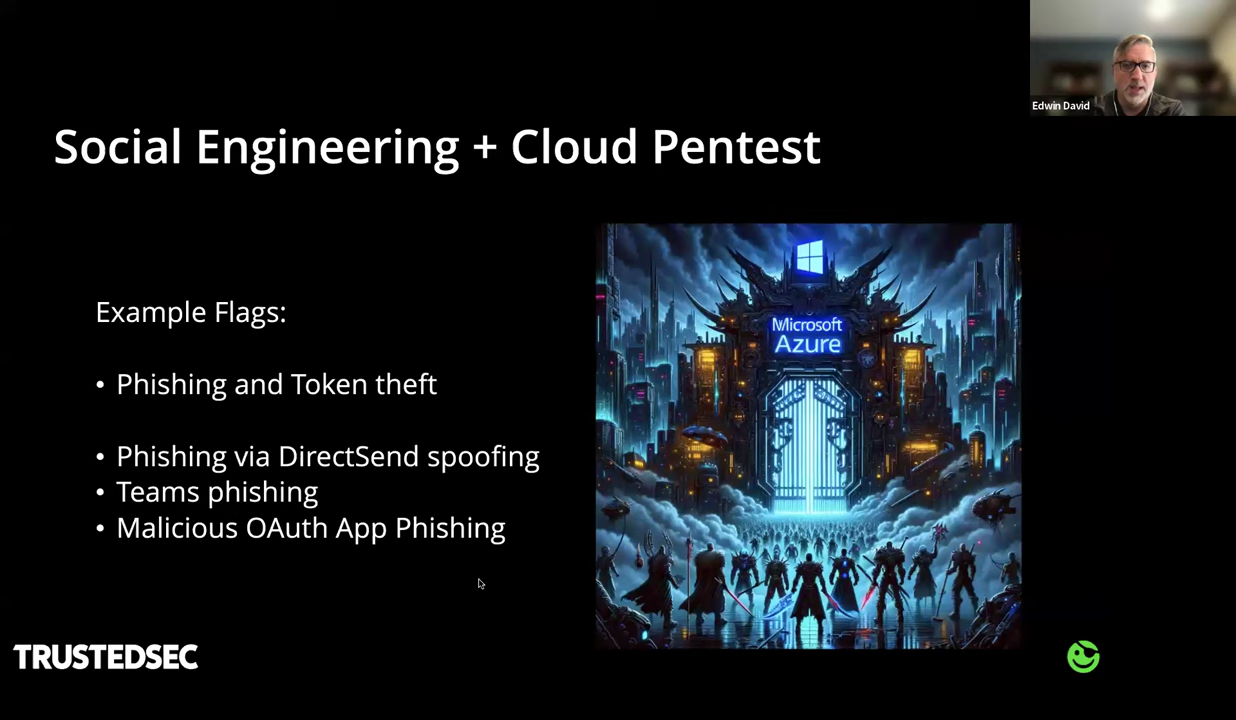 Edwin David
Social Engineering + Cloud Pentest
Example Flags:
• Phishing and Token theft
• Phishing via DirectSend spoofing
• Teams phishing
• Malicious OAuth App Phishing
Microsoft
Azure
TRUSTEDSEC